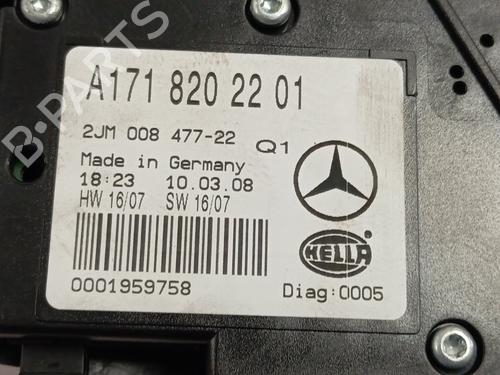 A171 820 22 01
2JM 008 477-22 Q1
Made in Germany
18:23 10.03.08
HW 16/07 SW 16/07
HELLA
0001959758 Diag:0005
B-PARTS